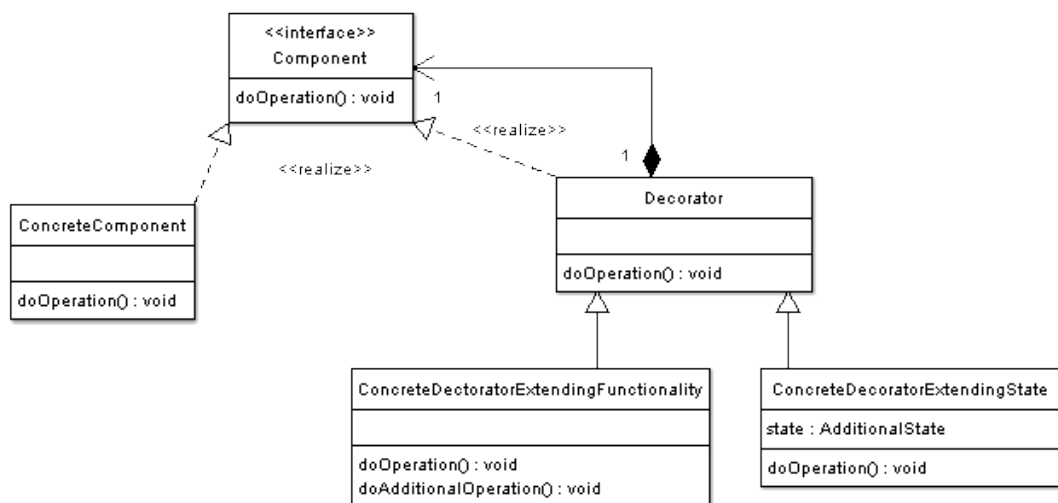 <<interface>>
Component
doOperation() : void
1
<<realize>>
1
<<realize>>
Decorator
doOperation() : void
ConcreteComponent
doOperation() : void
ConcreteDectoratorExtendingFunctionality
doOperation() : void
doAdditionalOperation() : void
ConcreteDecoratorExtendingState
state : AdditionalState
doOperation() : void